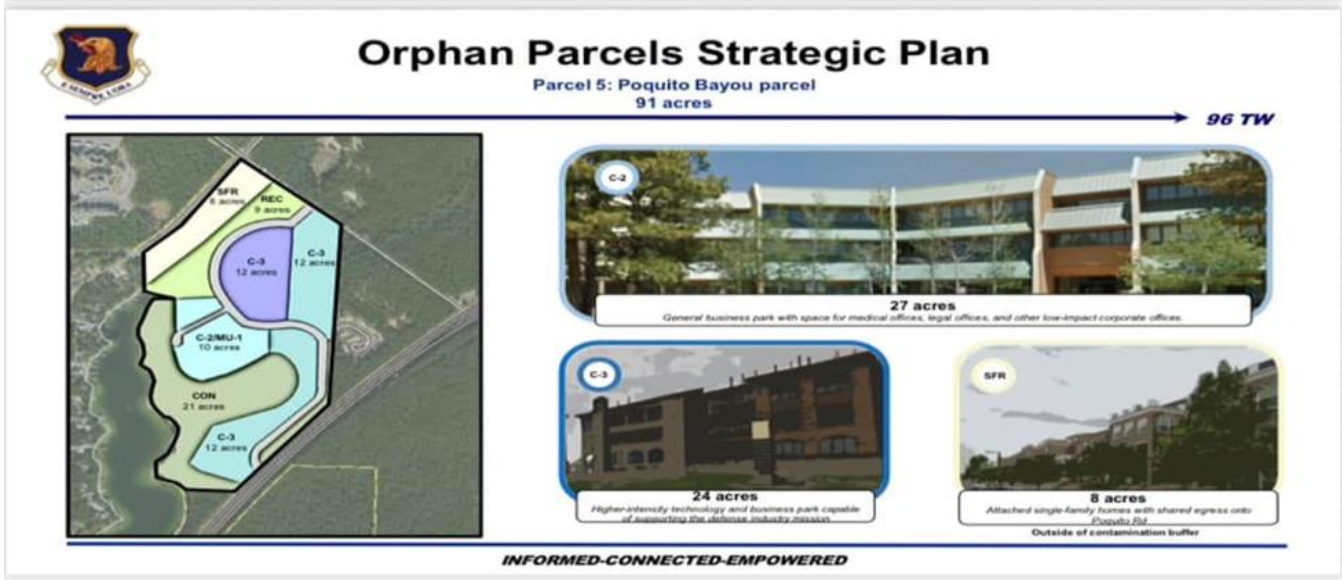 Orphan Parcels Strategic Plan
Parcel 5: Poquito Bayou parcel
91 acres
96 TW
SFR
8 acres
REC
9 acres
C-3
12 acres
C-3
12 acres
C-2/MU-1
10 acres
CON
21 acres
C-3
12 acres
C-2
27 acres
General business park with space for medical offices, legal offices, and other low-impact corporate offices.
C-3
24 acres
Higher-intensity technology and business park capable
of supporting the defense industry mission
SFR
8 acres
Attached single-family homes with shared egress onto
Poquito Rd
Outside of contamination buffer
INFORMED-CONNECTED-EMPOWERED